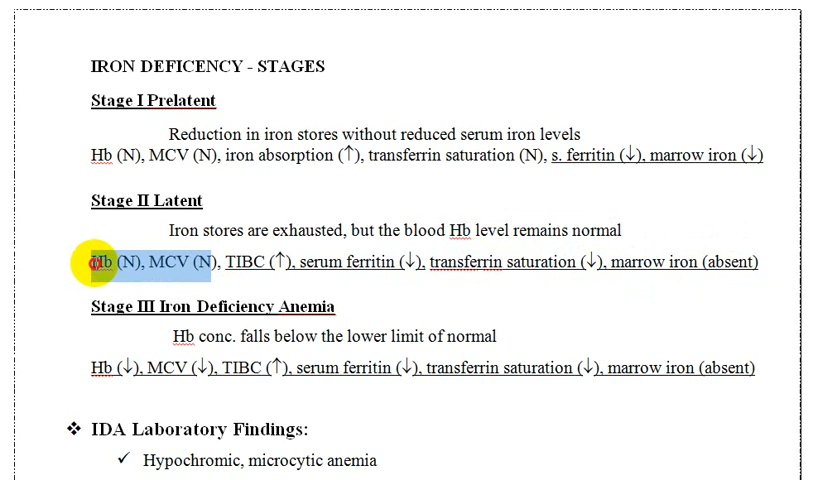 IRON DEFICENCY - STAGES
Stage I Prelatent
Reduction in iron stores without reduced serum iron levels
Hb (N), MCV (N), iron absorption (↑), transferrin saturation (N), s. ferritin (↓), marrow iron (↓)
Stage II Latent
Iron stores are exhausted, but the blood Hb level remains normal
Hb (N), MCV (N), TIBC (↑), serum ferritin (↓), transferrin saturation (↓), marrow iron (absent)
Stage III Iron Deficiency Anemia
Hb conc. falls below the lower limit of normal
Hb (↓), MCV (↓), TIBC (↑), serum ferritin (↓), transferrin saturation (↓), marrow iron (absent)
❖ IDA Laboratory Findings:
✓ Hypochromic, microcytic anemia